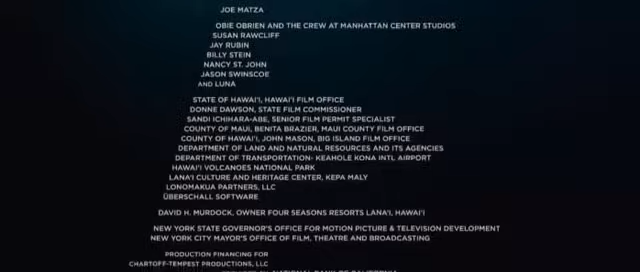 JOE MATZA
OBIE OBRIEN AND THE CREW AT MANHATTAN CENTER STUDIOS
SUSAN RAWCLIFF
JAY RUBIN
BILLY STEIN
NANCY ST. JOHN
JASON SWINSCOE
AND LUNA
STATE OF HAWAI'I, HAWAI'I FILM OFFICE
DONNE DAWSON, STATE FILM COMMISSIONER
SANDI ICHIHARA-ABE, SENIOR FILM PERMIT SPECIALIST
COUNTY OF MAUI, BENITA BRAZIER, MAUI COUNTY FILM OFFICE
COUNTY OF HAWAI'I, JOHN MASON, BIG ISLAND FILM OFFICE
DEPARTMENT OF LAND AND NATURAL RESOURCES AND ITS AGENCIES
DEPARTMENT OF TRANSPORTATION- KEAHOLE KONA INTL AIRPORT
HAWAI'I VOLCANOES NATIONAL PARK
LANA'I CULTURE AND HERITAGE CENTER, KEPA MALY
LONOMAKUA PARTNERS, LLC
ÜBERSCHALL SOFTWARE
DAVID H. MURDOCK, OWNER FOUR SEASONS RESORTS LANA'I, HAWAI'I
NEW YORK STATE GOVERNOR'S OFFICE FOR MOTION PICTURE & TELEVISION DEVELOPMENT
NEW YORK CITY MAYOR'S OFFICE OF FILM, THEATRE AND BROADCASTING
PRODUCTION FINANCING FOR
CHARTOFF-TEMPEST PRODUCTIONS, LLC
NATIONAL BANK OF CALIFORNIA